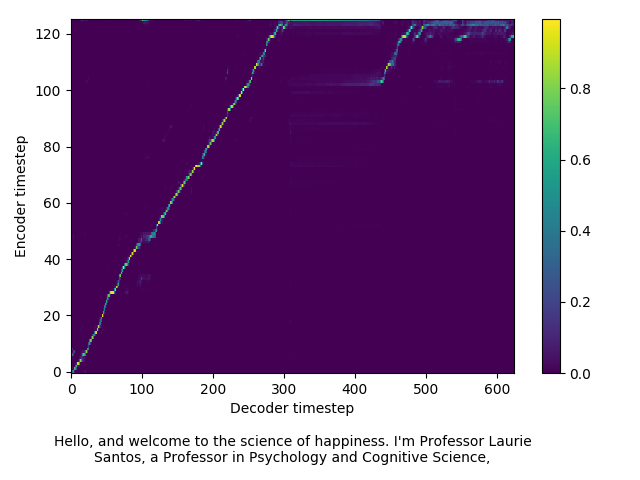 120
100
80
60
40
20
0
Encoder timestep
0 100 200 300 400 500 600
Decoder timestep
0.8
0.6
0.4
0.2
0.0
Hello, and welcome to the science of happiness. I'm Professor Laurie
Santos, a Professor in Psychology and Cognitive Science,